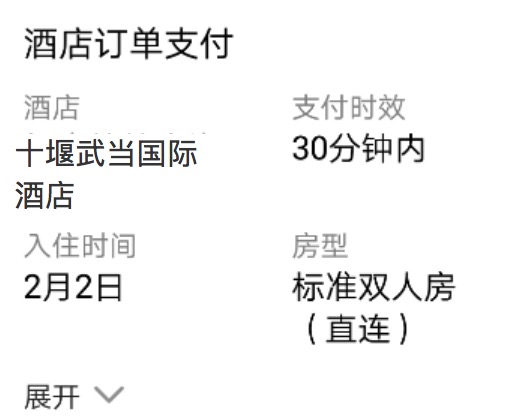 酒店订单支付
酒店
支付时效
十堰武当国际
酒店
30分钟内
入住时间
房型
2月2日
标准双人房
（直连）
展开